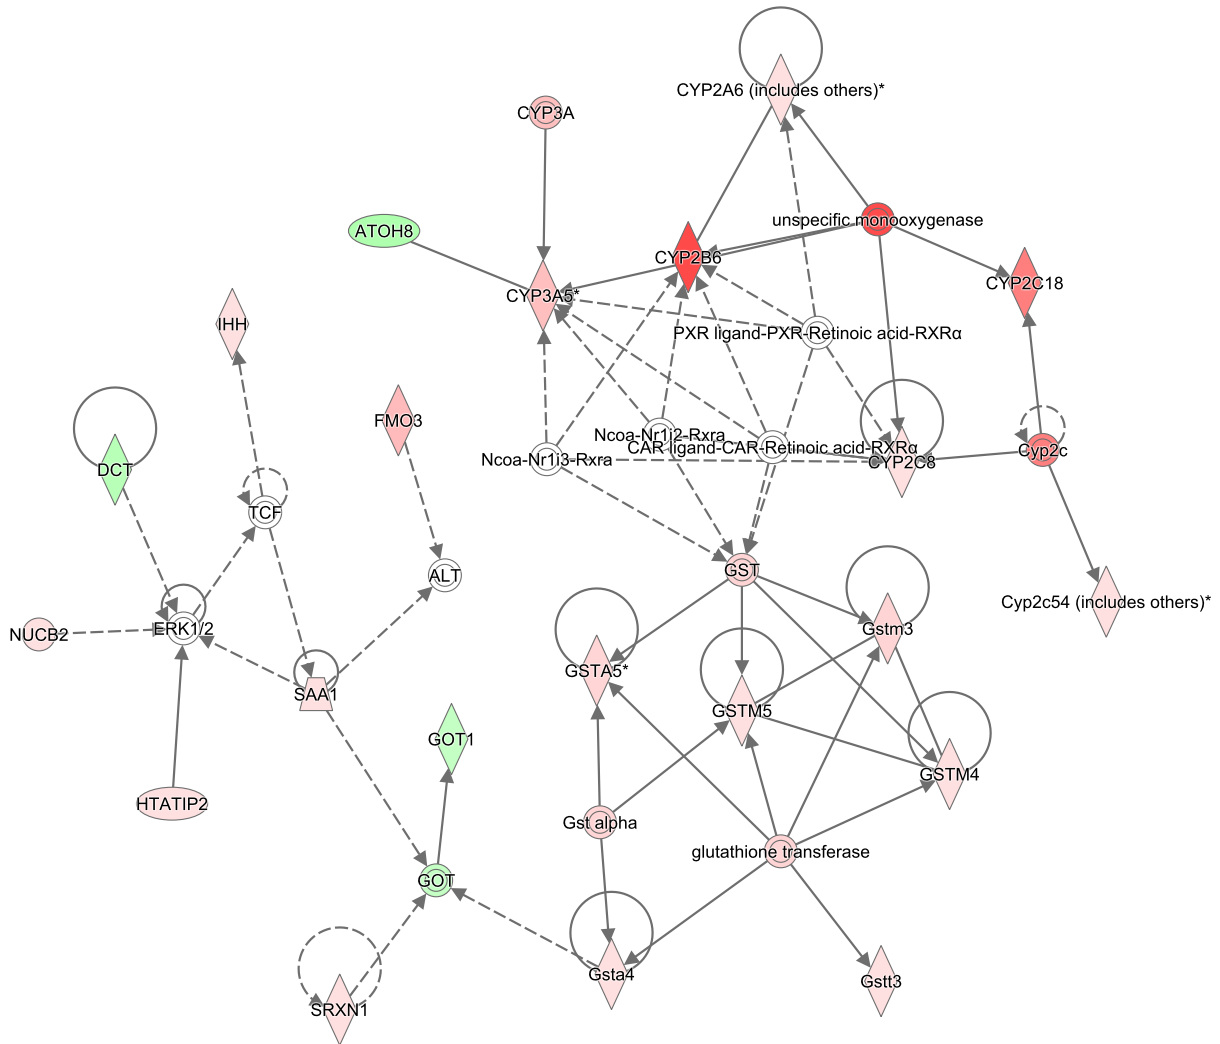 CYP2A6 (includes others)*
CYP3A
unspecific monooxygenase
ATOH8
CYP2B6
CYP2C18
CYP3A5*
IHH
PXR ligand-PXR-Retinoic acid-RXRα
FMO3
Ncoa-Nr1i2-Rxra
CAR ligand-CAR-Retinoic acid-RXRα
Cyp2c
Ncoa-Nr1i3-Rxra
CYP2C8
DCT
TCF
GST
ALT
Cyp2c54 (includes others)*
ERK1/2
Gstm3
NUCB2
GSTA5*
SAA1
GSTM5
GOT1
GSTM4
HTATIP2
Gst alpha
glutathione transferase
GOT
Gsta4
Gstt3
SRXN1